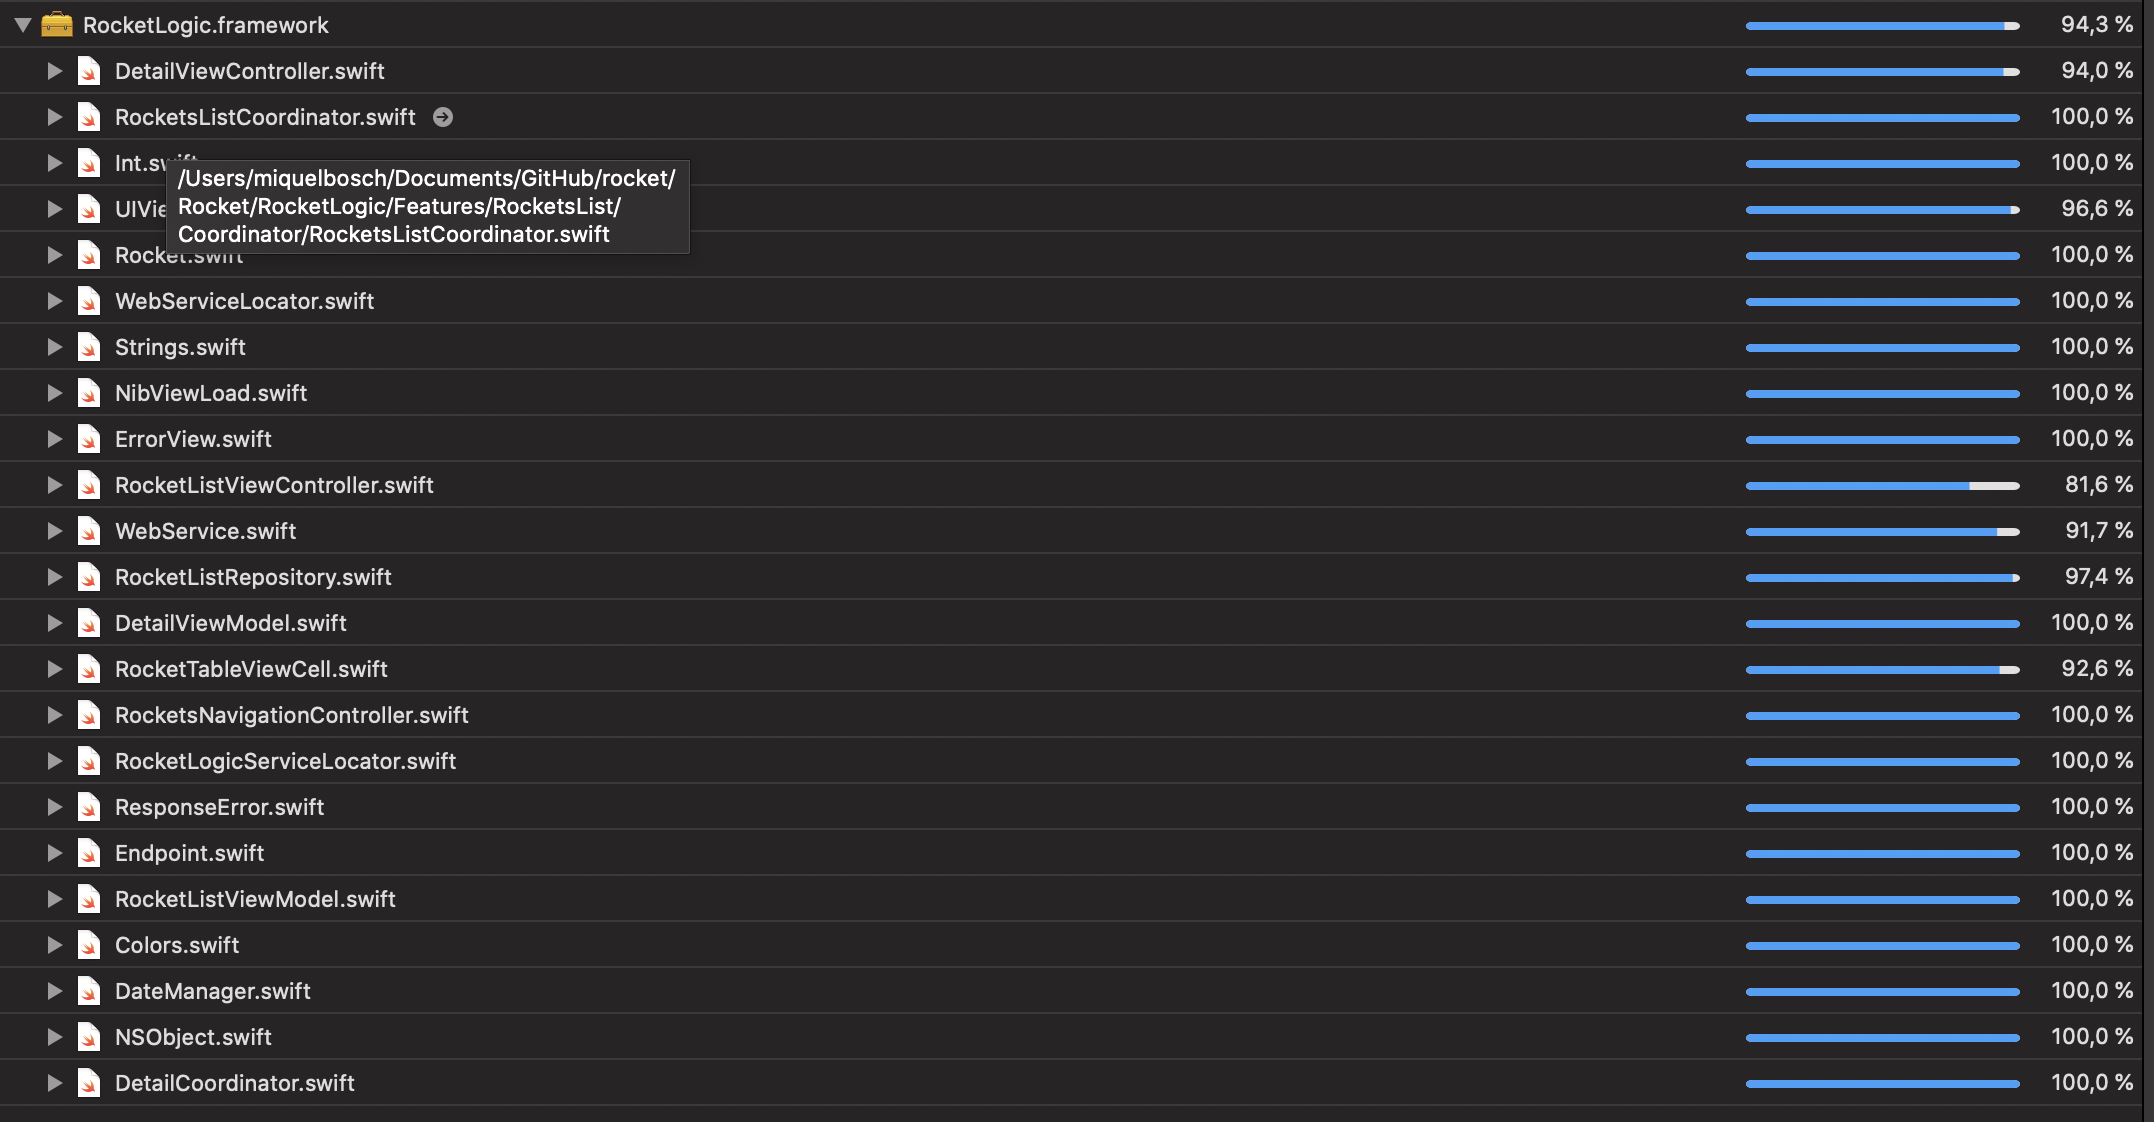 RocketLogic.framework 94,3 %
DetailViewController.swift 94,0 %
RocketsListCoordinator.swift 100,0 %
Int.swift 100,0 %
/Users/miquelbosch/Documents/GitHub/rocket/
Rocket/RocketLogic/Features/RocketsList/
Coordinator/RocketsListCoordinator.swift
UIVie 96,6 %
Rocket.swift 100,0 %
WebServiceLocator.swift 100,0 %
Strings.swift 100,0 %
NibViewLoad.swift 100,0 %
ErrorView.swift 100,0 %
RocketListViewController.swift 81,6 %
WebService.swift 91,7 %
RocketListRepository.swift 97,4 %
DetailViewModel.swift 100,0 %
RocketTableViewCell.swift 92,6 %
RocketsNavigationController.swift 100,0 %
RocketLogicServiceLocator.swift 100,0 %
ResponseError.swift 100,0 %
Endpoint.swift 100,0 %
RocketListViewModel.swift 100,0 %
Colors.swift 100,0 %
DateManager.swift 100,0 %
NSObject.swift 100,0 %
DetailCoordinator.swift 100,0 %